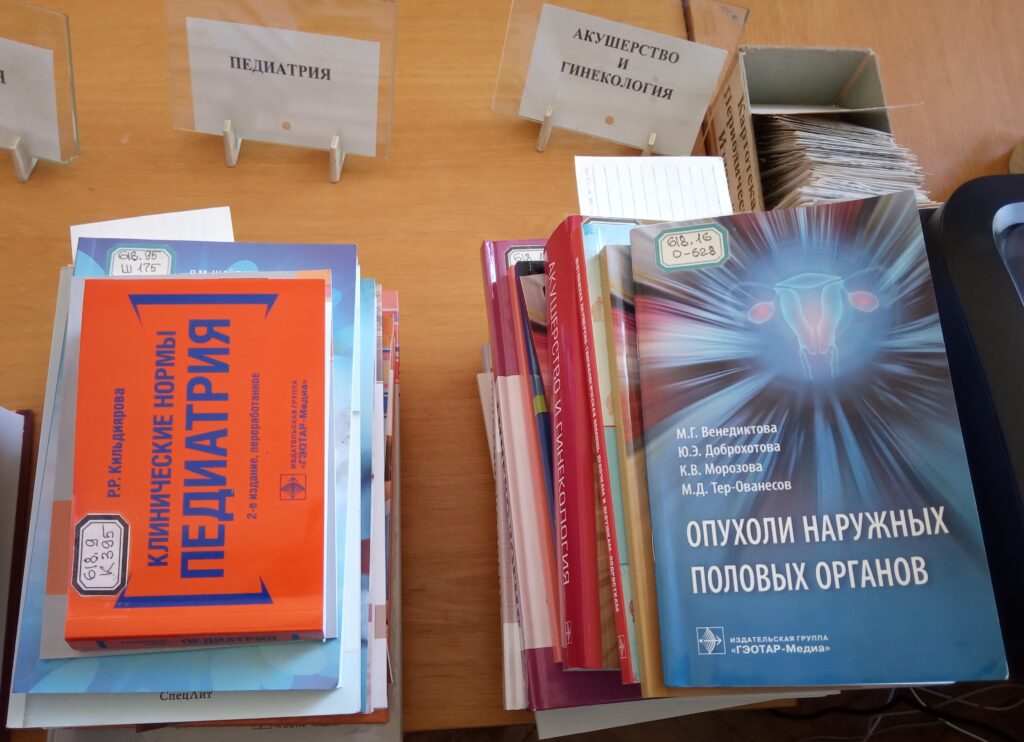 Я
ПЕДИАТРИЯ
АКУШЕРСТВО
И
ГИНЕКОЛОГИЯ
Картотека
618.95
Ш 175
Р.Р. Кильдиярова
КЛИНИЧЕСКИЕ НОРМЫ
ПЕДИАТРИЯ
2-е издание, переработанное
ИЗДАТЕЛЬСКАЯ ГРУППА
«ГЭОТАР-Медиа»
618.9
К 395
ПЕДИАТРИЯ
СпецЛит
АКУШЕРСТВО И ГИНЕКОЛОГИЯ
618.16
О-628
М.Г. Венедиктова
Ю.Э. Доброхотова
К.В. Морозова
М.Д. Тер-Ованесов
ОПУХОЛИ НАРУЖНЫХ
ПОЛОВЫХ ОРГАНОВ
ИЗДАТЕЛЬСКАЯ ГРУППА
«ГЭОТАР-Медиа»